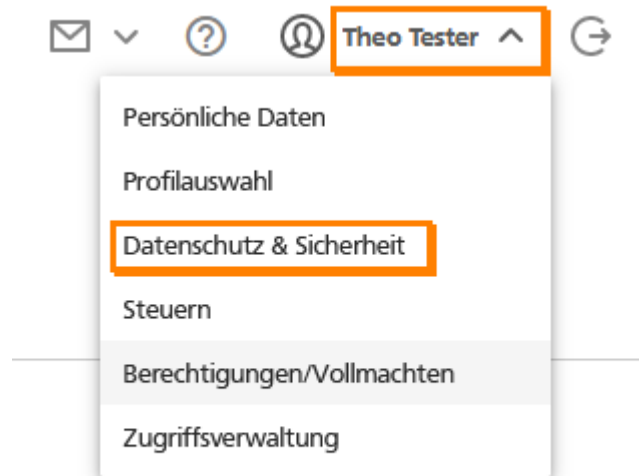 Theo Tester
Persönliche Daten
Profilauswahl
Datenschutz & Sicherheit
Steuern
Berechtigungen/Vollmachten
Zugriffsverwaltung